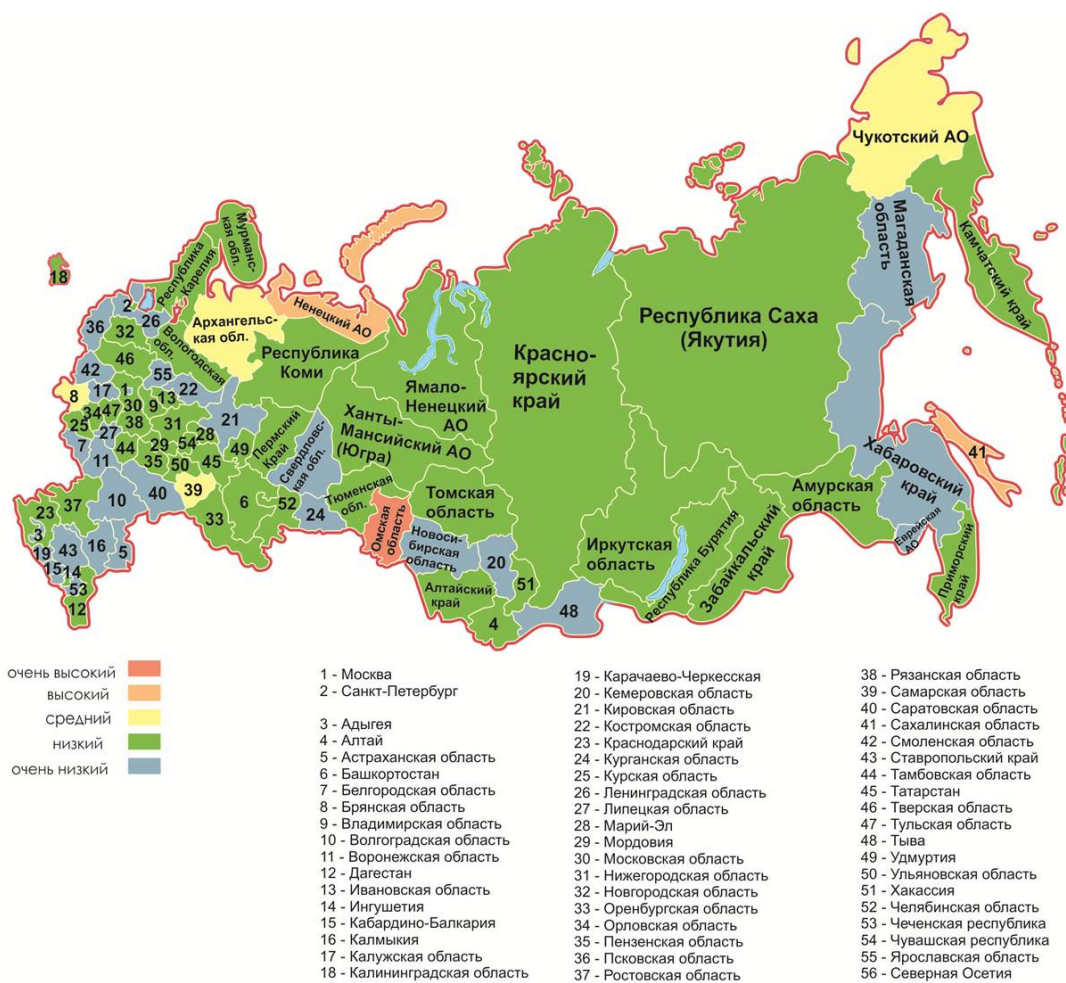 Чукотский АО
Магаданская
область
Камчатский край
Мурманс-
кая обл.
Республика
Карелия
18
Ненецкий АО
2
26
Архангельс-
кая обл.
Вологодская
обл.
36
32
46
Республика
Коми
Ямало-
Ненецкий
АО
Красно-
ярский
край
Республика Саха
(Якутия)
42
55
22
8
17
1
13
30
9
34
47
38
31
21
25
27
28
54
7
44
29
49
Пермский
Край
Свердловс-
кая обл.
Ханты-
Мансийский АО
(Югра)
11
35
50
45
10
40
39
33
6
52
24
Тюменская
обл.
Омская
область
Томская
область
Новоси-
бирская
область
20
51
Алтайский
край
4
48
Иркутская
область
Республика Бурятия
Забайкальский
край
Амурская
область
Хабаровский
край
Еврейская
АО
Приморский
край
41
23
37
3
19
43
16
5
15
14
53
12
очень высокий
высокий
средний
низкий
очень низкий
1 - Москва
2 - Санкт-Петербург
3 - Адыгея
4 - Алтай
5 - Астраханская область
6 - Башкортостан
7 - Белгородская область
8 - Брянская область
9 - Владимирская область
10 - Волгоградская область
11 - Воронежская область
12 - Дагестан
13 - Ивановская область
14 - Ингушетия
15 - Кабардино-Балкария
16 - Калмыкия
17 - Калужская область
18 - Калининградская область
19 - Карачаево-Черкесская
20 - Кемеровская область
21 - Кировская область
22 - Костромская область
23 - Краснодарский край
24 - Курганская область
25 - Курская область
26 - Ленинградская область
27 - Липецкая область
28 - Марий-Эл
29 - Мордовия
30 - Московская область
31 - Нижегородская область
32 - Новгородская область
33 - Оренбургская область
34 - Орловская область
35 - Пензенская область
36 - Псковская область
37 - Ростовская область
38 - Рязанская область
39 - Самарская область
40 - Саратовская область
41 - Сахалинская область
42 - Смоленская область
43 - Ставропольский край
44 - Тамбовская область
45 - Татарстан
46 - Тверская область
47 - Тульская область
48 - Тыва
49 - Удмуртия
50 - Ульяновская область
51 - Хакассия
52 - Челябинская область
53 - Чеченская республика
54 - Чувашская республика
55 - Ярославская область
56 - Северная Осетия